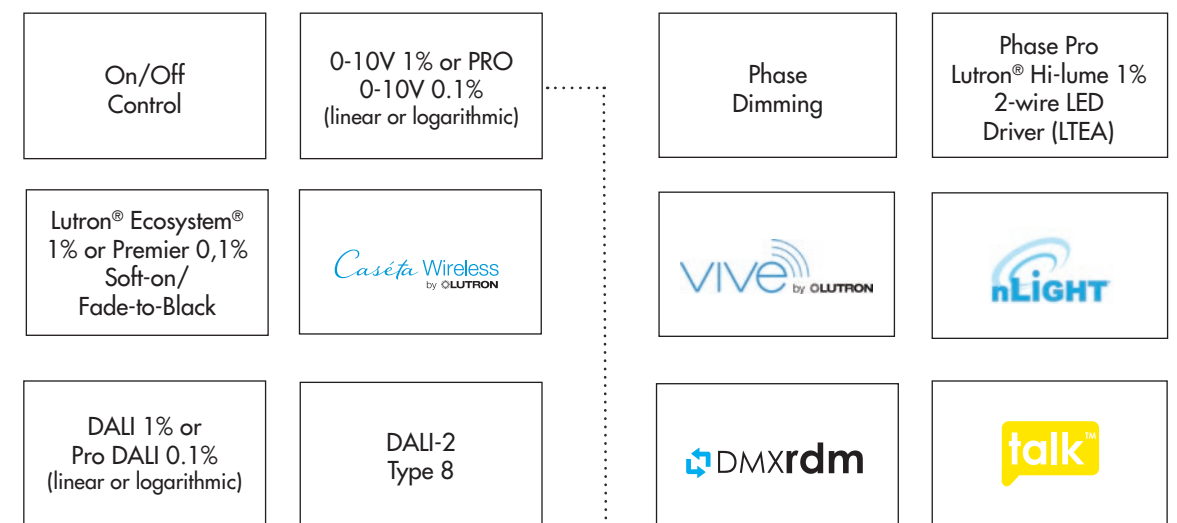 On/Off
Control
0-10V 1% or PRO
0-10V 0.1%
(linear or logarithmic)
Phase
Dimming
Phase Pro
Lutron® Hi-lume 1%
2-wire LED
Driver (LTEA)
Lutron® Ecosystem®
1% or Premier 0,1%
Soft-on/
Fade-to-Black
Caséta Wireless
by LUTRON
VIVE
by LUTRON
nLIGHT
DALI 1% or
Pro DALI 0.1%
(linear or logarithmic)
DALI-2
Type 8
DMXrdm
talk™